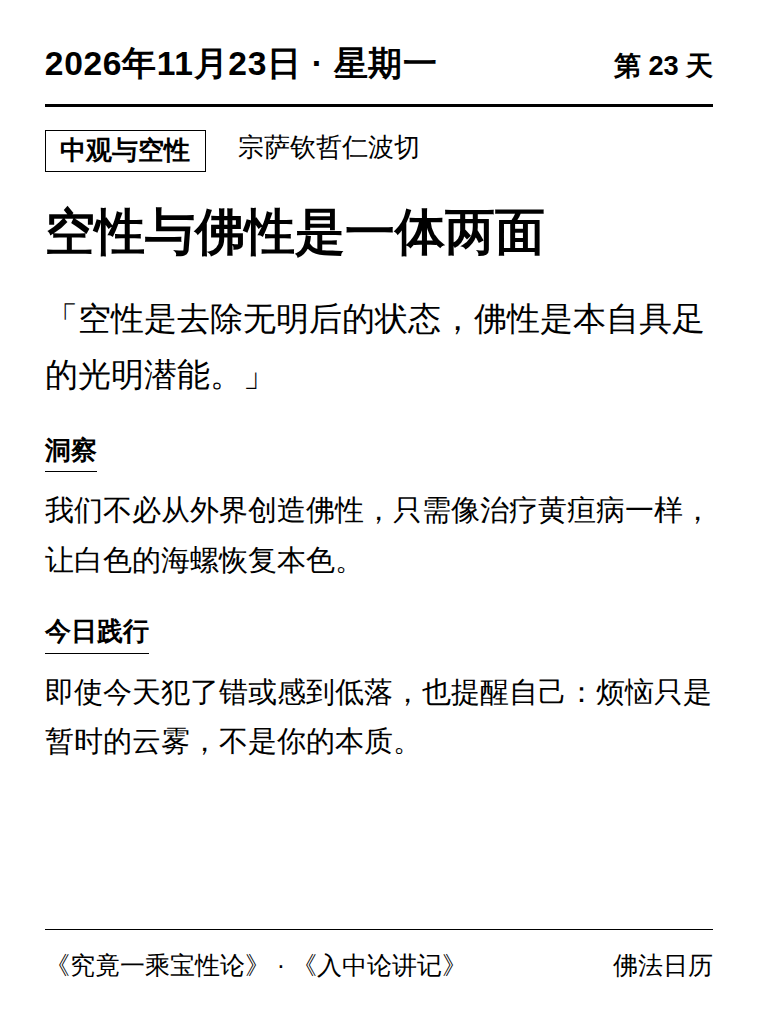 2026年11月23日 · 星期一
第 23 天
中观与空性
宗萨钦哲仁波切
空性与佛性是一体两面
「空性是去除无明后的状态，佛性是本自具足
的光明潜能。」
洞察
我们不必从外界创造佛性，只需像治疗黄疸病一样，
让白色的海螺恢复本色。
今日践行
即使今天犯了错或感到低落，也提醒自己：烦恼只是
暂时的云雾，不是你的本质。
《究竟一乘宝性论》 · 《入中论讲记》
佛法日历